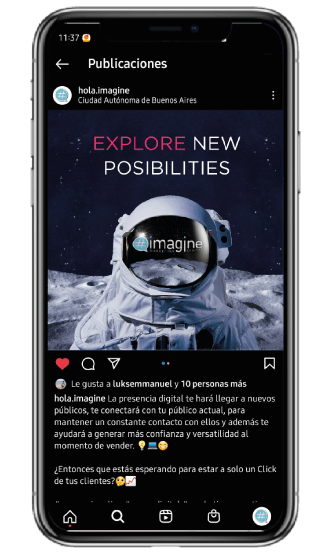 11:37
Publicaciones
hola.imagine
Ciudad Autónoma de Buenos Aires
EXPLORE NEW
POSIBILITIES
#imagine
Le gusta a luksemmanuel y 10 personas más
hola.imagine La presencia digital te hará llegar a nuevos
públicos, te conectará con tu público actual, para
mantener un constante contacto con ellos y además te
ayudará a generar más confianza y versatilidad al
momento de vender. 💡💻😋
¿Entonces que estás esperando para estar a solo un Click
de tus clientes?🤔📈